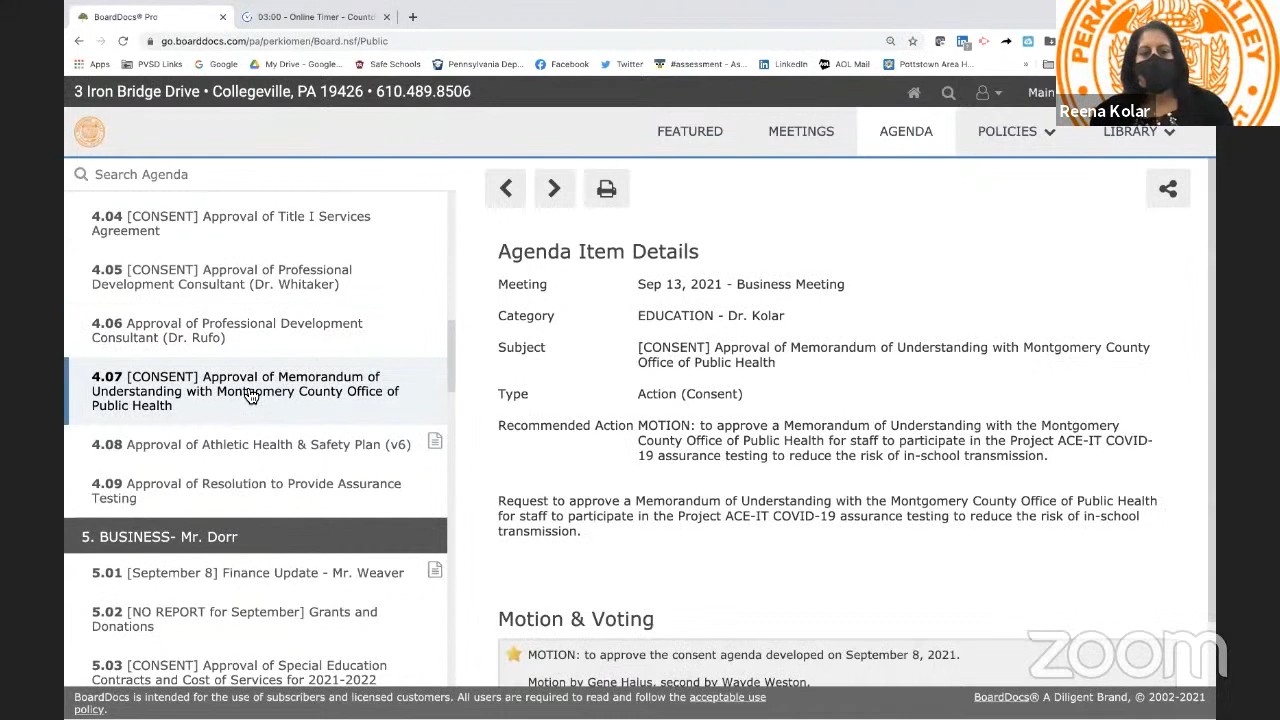 BoardDocs® Pro
03:00 - Online Timer - Count
go.boarddocs.com/pa/perkiomen/Board.nsf/Public
Apps
PVSD Links
Google
My Drive - Google...
Safe Schools
Pennsylvania Dep...
Facebook
Twitter
#assessment - As...
LinkedIn
AOL Mail
Pottstown Area H...
»
Reena Kolar
3 Iron Bridge Drive • Collegeville, PA 19426 • 610.489.8506
Main
FEATURED
MEETINGS
AGENDA
POLICIES
LIBRARY
Search Agenda
4.04 [CONSENT] Approval of Title I Services
Agreement
4.05 [CONSENT] Approval of Professional
Development Consultant (Dr. Whitaker)
4.06 Approval of Professional Development
Consultant (Dr. Rufo)
4.07 [CONSENT] Approval of Memorandum of
Understanding with Montgomery County Office of
Public Health
4.08 Approval of Athletic Health & Safety Plan (v6)
4.09 Approval of Resolution to Provide Assurance
Testing
5. BUSINESS- Mr. Dorr
5.01 [September 8] Finance Update - Mr. Weaver
5.02 [NO REPORT for September] Grants and
Donations
5.03 [CONSENT] Approval of Special Education
Contracts and Cost of Services for 2021-2022
Agenda Item Details
Meeting Sep 13, 2021 - Business Meeting
Category EDUCATION - Dr. Kolar
Subject [CONSENT] Approval of Memorandum of Understanding with Montgomery County
Office of Public Health
Type Action (Consent)
Recommended Action MOTION: to approve a Memorandum of Understanding with the Montgomery
County Office of Public Health for staff to participate in the Project ACE-IT COVID-
19 assurance testing to reduce the risk of in-school transmission.
Request to approve a Memorandum of Understanding with the Montgomery County Office of Public Health
for staff to participate in the Project ACE-IT COVID-19 assurance testing to reduce the risk of in-school
transmission.
Motion & Voting
MOTION: to approve the consent agenda developed on September 8, 2021.
Motion by Gene Halus, second by Wayde Weston.
zoom
BoardDocs is intended for the use of subscribers and licensed customers. All users are required to read and follow the acceptable use
policy.
BoardDocs® A Diligent Brand, © 2002-2021